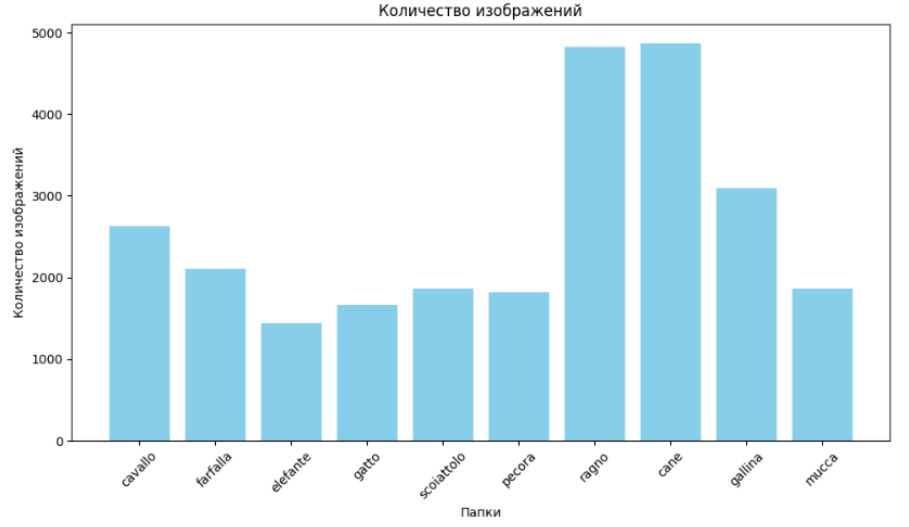 Количество изображений
Количество изображений
5000
4000
3000
2000
1000
0
cavallo
farfalla
elefante
gatto
scoiattolo
pecora
ragno
cane
gallina
mucca
Папки